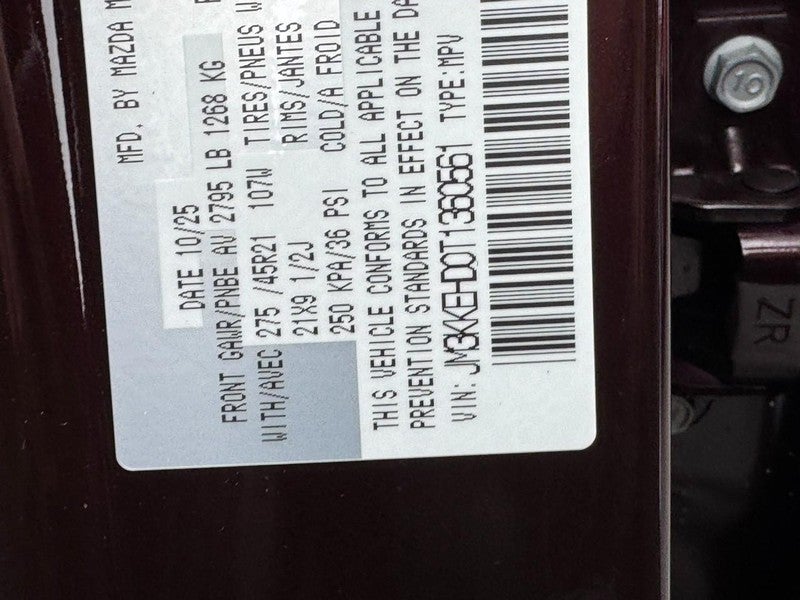 MFD. BY MAZDA M
DATE 10/25
FRONT GAWR/PNBE AV 2795 LB 1268 KG
WITH/AVEC 275 /45R21 107W TIRES/PNEUS W
21X9 1/2J RIMS/JANTES
250 KPA/36 PSI COLD/A FROID
THIS VEHICLE CONFORMS TO ALL APPLICABLE
PREVENTION STANDARDS IN EFFECT ON THE DA
VIN: JM3KKEHD0T1360561 TYPE:MPV
10
ZR